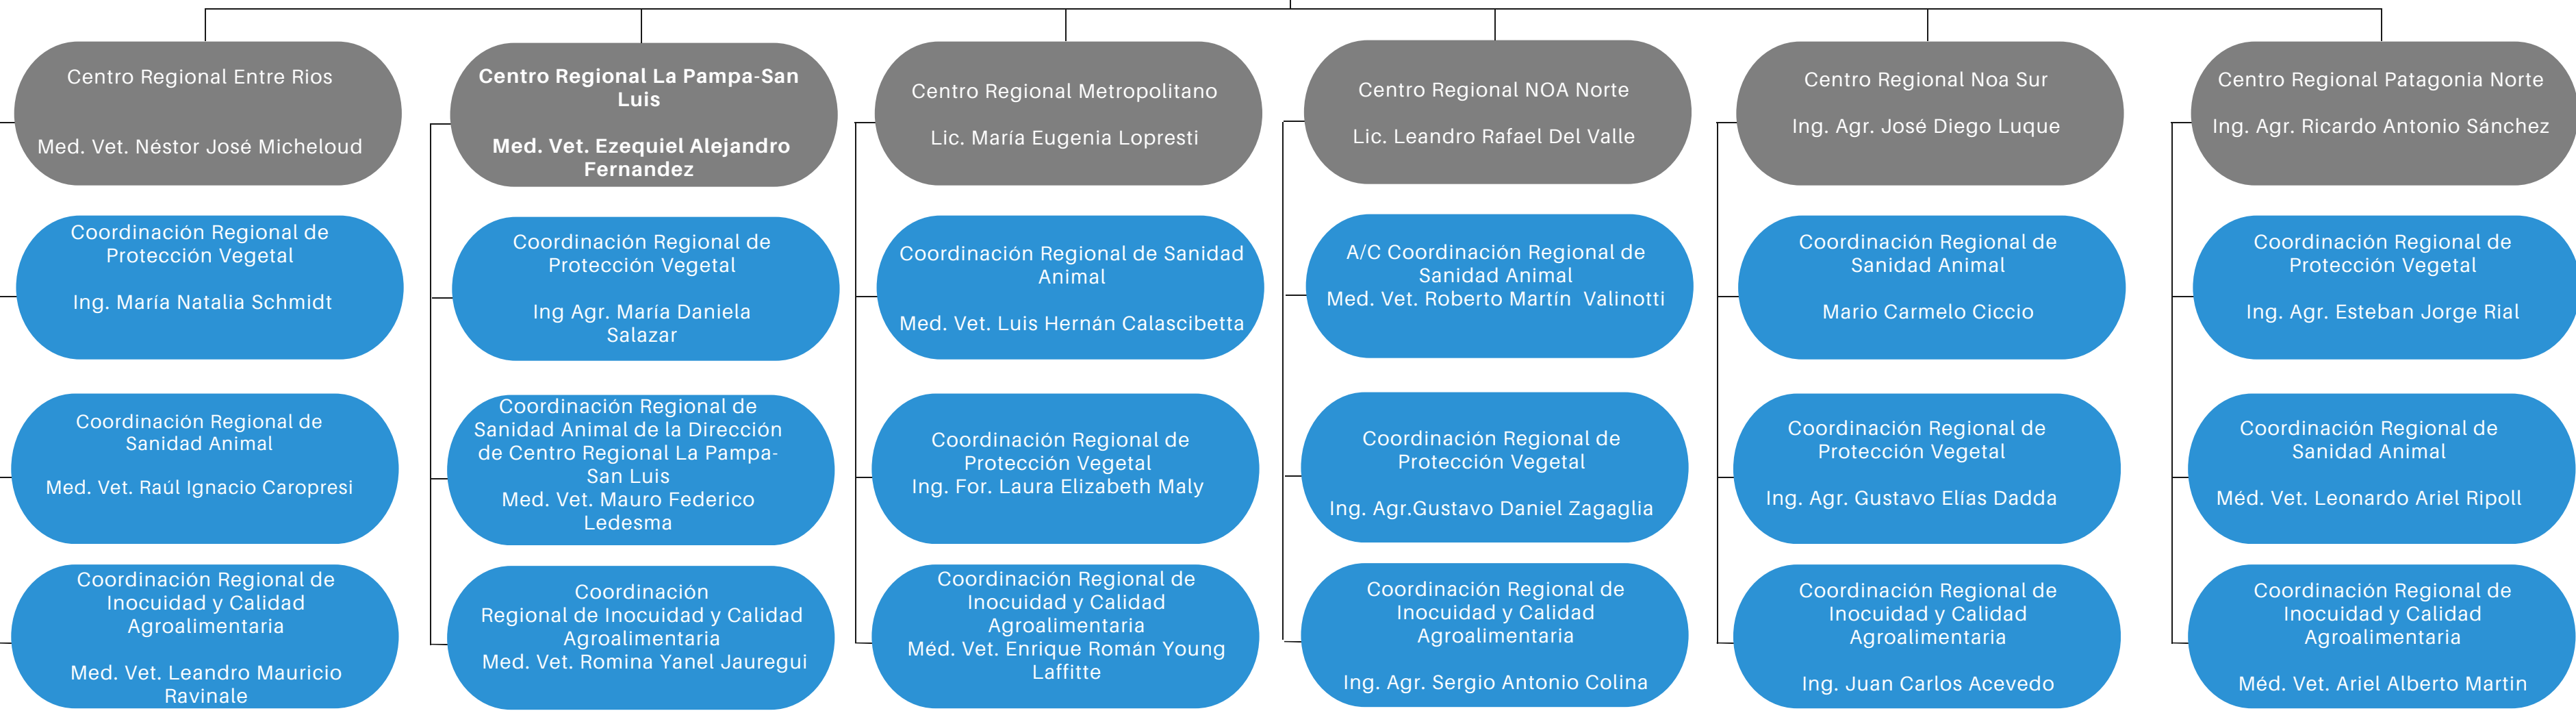 Centro Regional Entre Rios
Med. Vet. Néstor José Micheloud
Coordinación Regional de
Protección Vegetal
Ing. María Natalia Schmidt
Coordinación Regional de
Sanidad Animal
Med. Vet. Raúl Ignacio Caropresi
Coordinación Regional de
Inocuidad y Calidad
Agroalimentaria
Med. Vet. Leandro Mauricio
Ravinale
Centro Regional La Pampa-San
Luis
Med. Vet. Ezequiel Alejandro
Fernandez
Coordinación Regional de
Protección Vegetal
Ing Agr. María Daniela
Salazar
Coordinación Regional de
Sanidad Animal de la Dirección
de Centro Regional La Pampa-
San Luis
Med. Vet. Mauro Federico
Ledesma
Coordinación
Regional de Inocuidad y Calidad
Agroalimentaria
Med. Vet. Romina Yanel Jauregui
Centro Regional Metropolitano
Lic. María Eugenia Lopresti
Coordinación Regional de Sanidad
Animal
Med. Vet. Luis Hernán Calascibetta
Coordinación Regional de
Protección Vegetal
Ing. For. Laura Elizabeth Maly
Coordinación Regional de
Inocuidad y Calidad
Agroalimentaria
Méd. Vet. Enrique Román Young
Laffitte
Centro Regional NOA Norte
Lic. Leandro Rafael Del Valle
A/C Coordinación Regional de
Sanidad Animal
Med. Vet. Roberto Martín  Valinotti
Coordinación Regional de
Protección Vegetal
Ing. Agr.Gustavo Daniel Zagaglia
Coordinación Regional de
Inocuidad y Calidad
Agroalimentaria
Ing. Agr. Sergio Antonio Colina
Centro Regional Noa Sur
Ing. Agr. José Diego Luque
Coordinación Regional de
Sanidad Animal
Mario Carmelo Ciccio
Coordinación Regional de
Protección Vegetal
Ing. Agr. Gustavo Elías Dadda
Coordinación Regional de
Inocuidad y Calidad
Agroalimentaria
Ing. Juan Carlos Acevedo
Centro Regional Patagonia Norte
Ing. Agr. Ricardo Antonio Sánchez
Coordinación Regional de
Protección Vegetal
Ing. Agr. Esteban Jorge Rial
Coordinación Regional de
Sanidad Animal
Méd. Vet. Leonardo Ariel Ripoll
Coordinación Regional de
Inocuidad y Calidad
Agroalimentaria
Méd. Vet. Ariel Alberto Martin